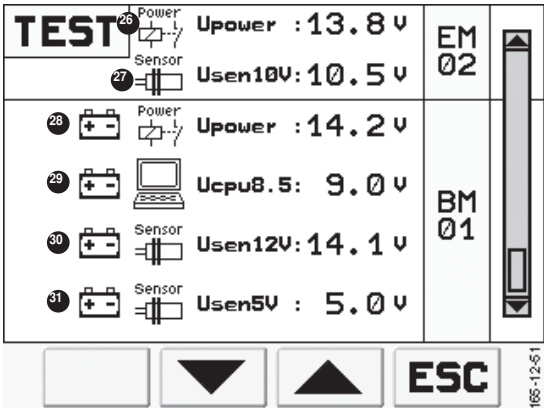 TEST 26 Power Upower :13.8 V EM
27 Sensor Usen10V:10.5 V 02
28 + - Power Upower :14.2 V
29 + - Ucpu8.5: 9.0 V BM
30 + - Sensor Usen12V:14.1 V 01
31 + - Sensor Usen5V : 5.0 V
ESC
165-12-51